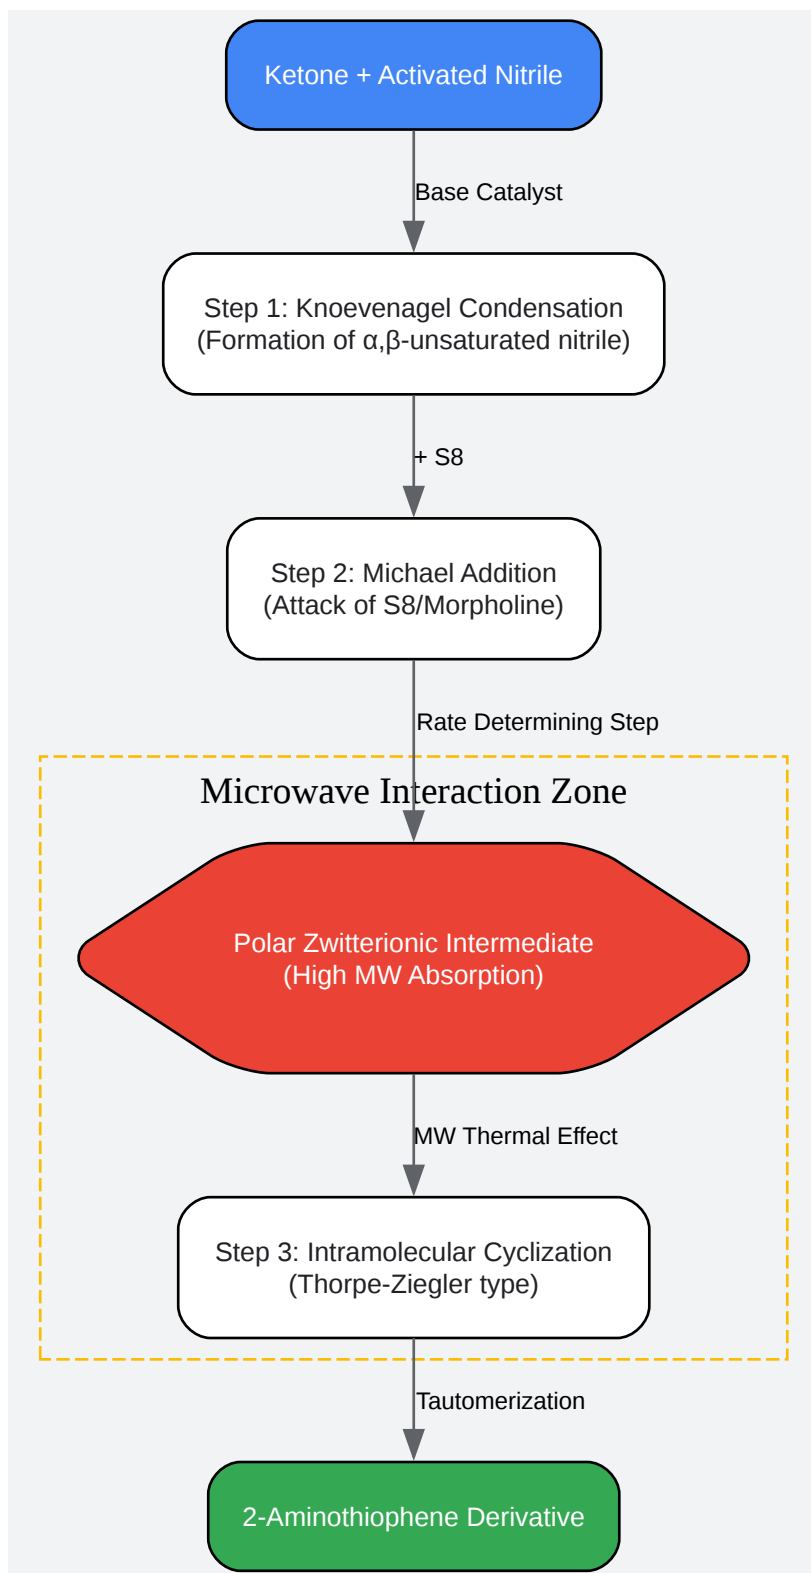 Ketone + Activated Nitrile
Base Catalyst
Step 1: Knoevenagel Condensation
(Formation of α,β-unsaturated nitrile)
+ S8
Step 2: Michael Addition
(Attack of S8/Morpholine)
Rate Determining Step
Microwave Interaction Zone
Polar Zwitterionic Intermediate
(High MW Absorption)
MW Thermal Effect
Step 3: Intramolecular Cyclization
(Thorpe-Ziegler type)
Tautomerization
2-Aminothiophene Derivative